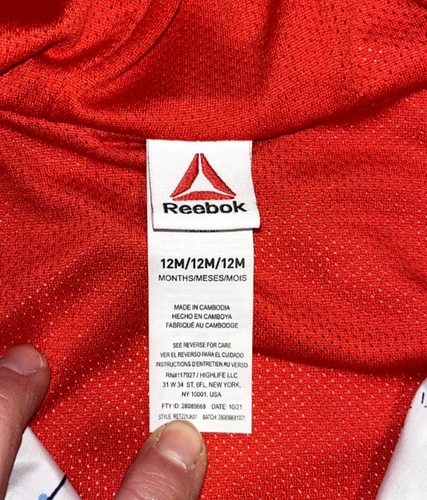 Reebok
12M/12M/12M
MONTHS/MESES/MOIS
MADE IN CAMBODIA
HECHO EN CAMBOYA
FABRIQUÉ AU CAMBODGE
SEE REVERSE FOR CARE
VER EL REVERSO PARA EL CUIDADO
INSTRUCTIONS D'ENTRETIEN AU VERSO
RN#117927 / HIGHLIFE LLC
31 W 34 ST, 6FL, NEW YORK,
NY 10001, USA
FTY ID: 28085668 DATE: 10/21
STYLE: BATCH